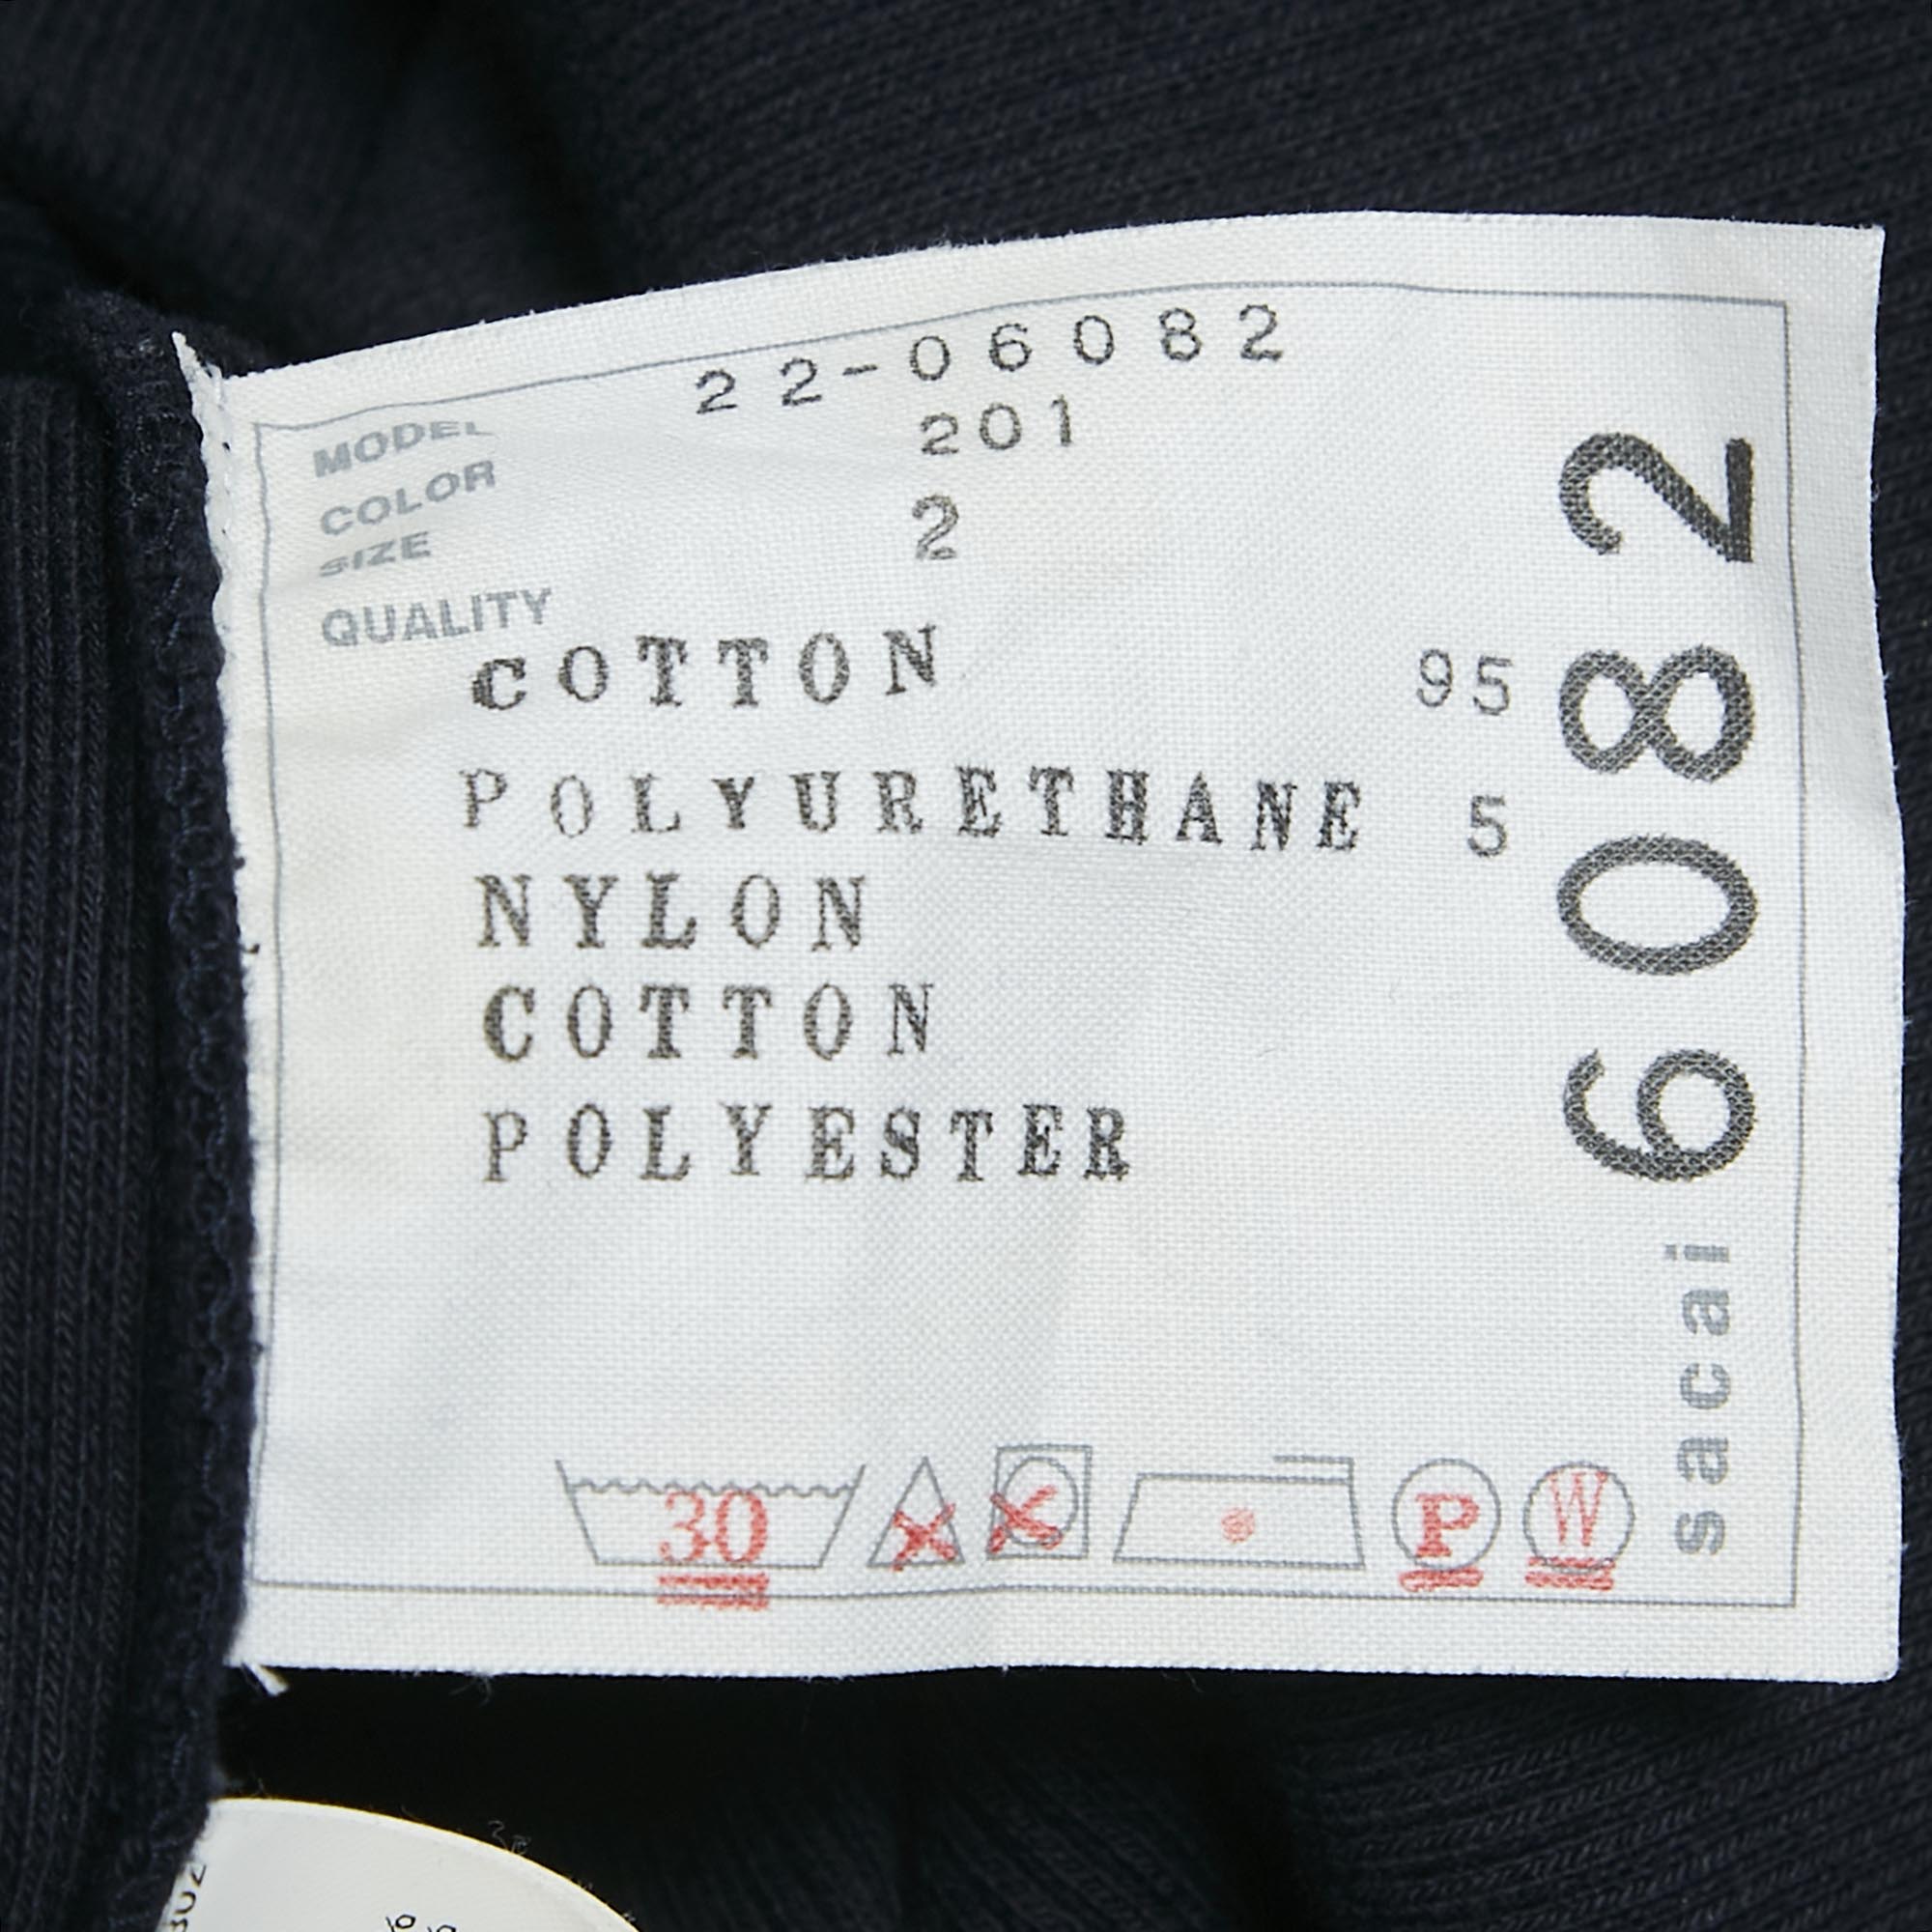 MODEL 22-06082
COLOR 201
SIZE 2
QUALITY
COTTON 95
POLYURETHANE 5
NYLON
COTTON
POLYESTER
30 P W
sacai 6082